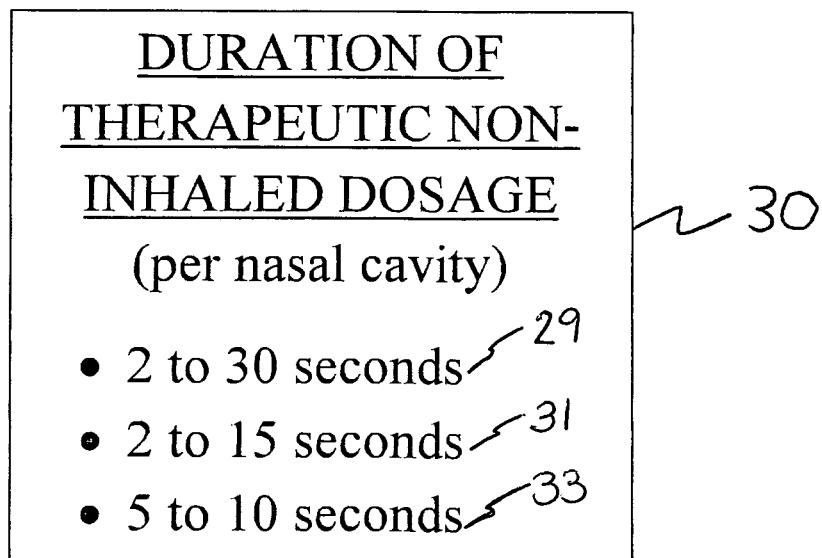 DURATION OF
THERAPEUTIC NON-
INHALED DOSAGE
30
(per nasal cavity)
• 2 to 30 seconds 29
• 2 to 15 seconds 31
• 5 to 10 seconds 33